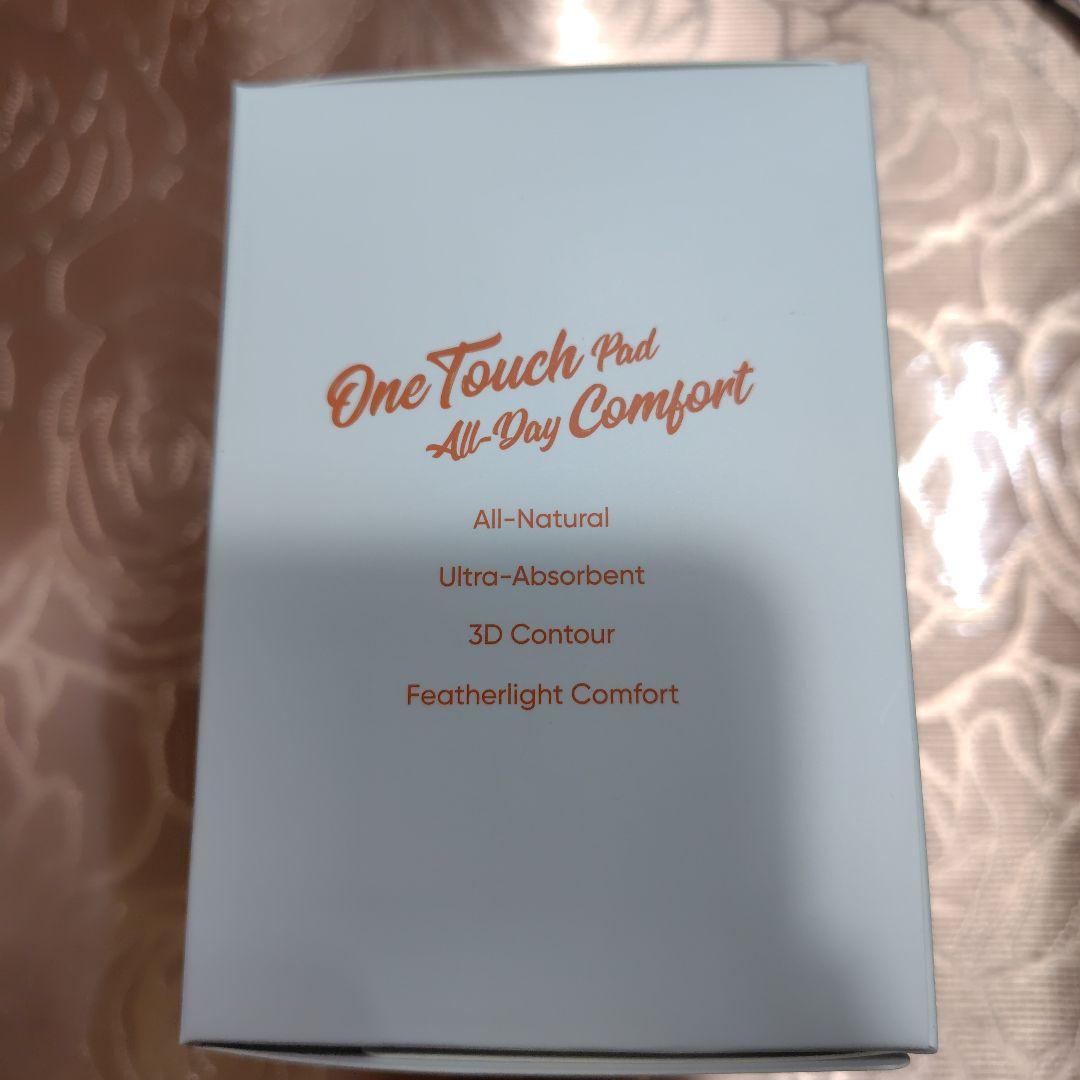 One Touch Pad
All-Day Comfort
All-Natural
Ultra-Absorbent
3D Contour
Featherlight Comfort